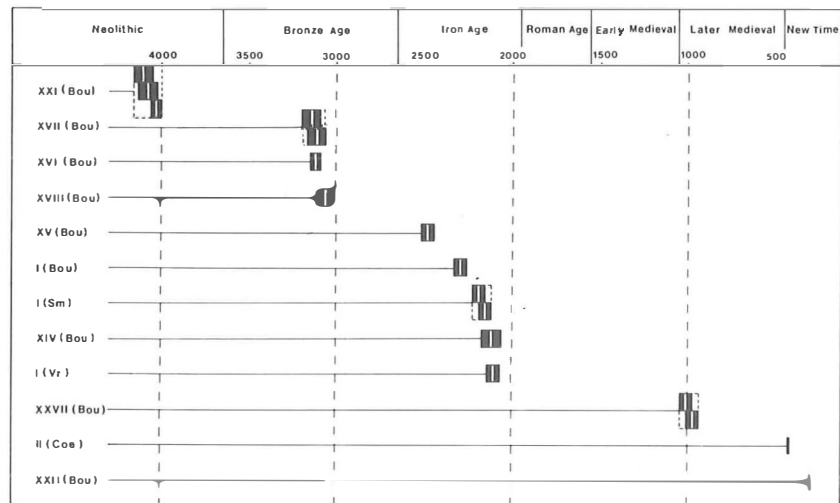 Neolithic Bronze Age Iron Age Roman Age Early Medieval Later Medieval New Time
4000 3500 3000 2500 2000 1500 1000 500
XXI (Bou)
XVII (Bou)
XVI (Bou)
XVIII (Bou)
XV (Bou)
I (Bou)
I (Sm)
XIV (Bou)
I (Vr)
XXVII (Bou)
II (Cos)
XXII (Bou)